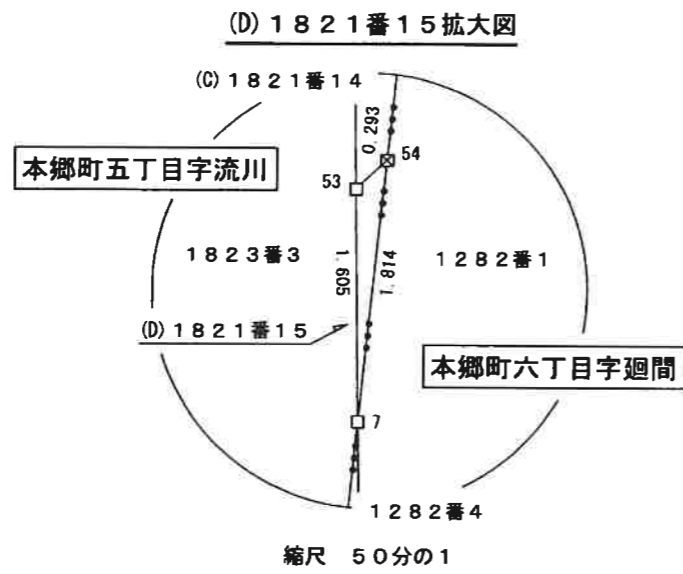 (D)1821番15拡大図
(C)1821番14
0.293
54
本郷町五丁目字流川
53
1823番3
1.605
1.814
1282番1
(D)1821番15
本郷町六丁目字廻間
7
1282番4
縮尺 50分の1